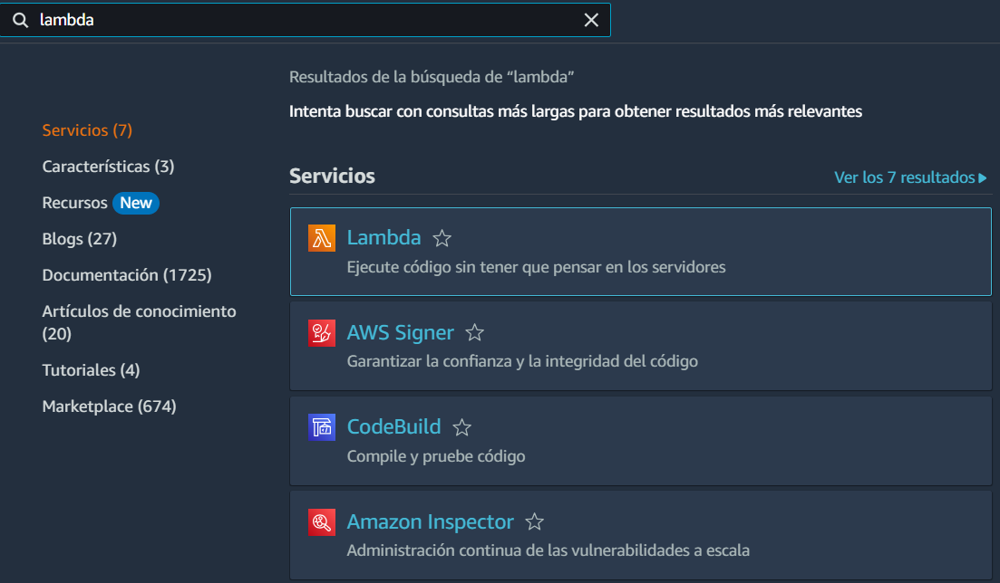 lambda
Resultados de la búsqueda de “lambda”
Intenta buscar con consultas más largas para obtener resultados más relevantes
Servicios (7)
Características (3)
Recursos New
Blogs (27)
Documentación (1725)
Artículos de conocimiento
(20)
Tutoriales (4)
Marketplace (674)
Servicios
Ver los 7 resultados
Lambda
Ejecute código sin tener que pensar en los servidores
AWS Signer
Garantizar la confianza y la integridad del código
CodeBuild
Compile y pruebe código
Amazon Inspector
Administración continua de las vulnerabilidades a escala